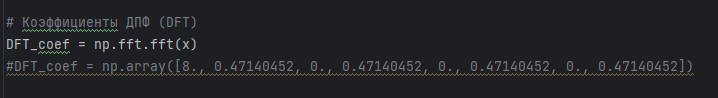 # Коэффициенты ДПФ (DFT)
DFT_coef = np.fft.fft(x)
#DFT_coef = np.array([8., 0.47140452, 0., 0.47140452, 0., 0.47140452, 0., 0.47140452])